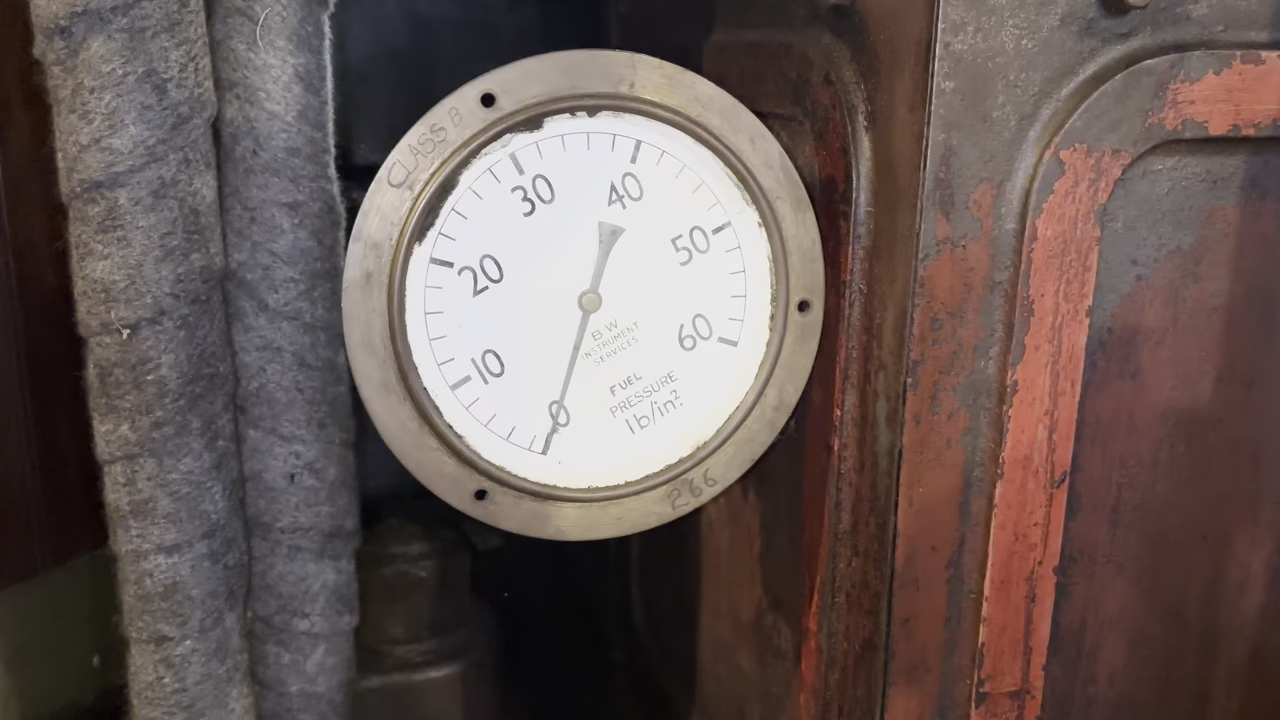 CLASS B
30
40
20
50
10
60
0
B W
INSTRUMENT
SERVICES
FUEL
PRESSURE
lb/in²
266